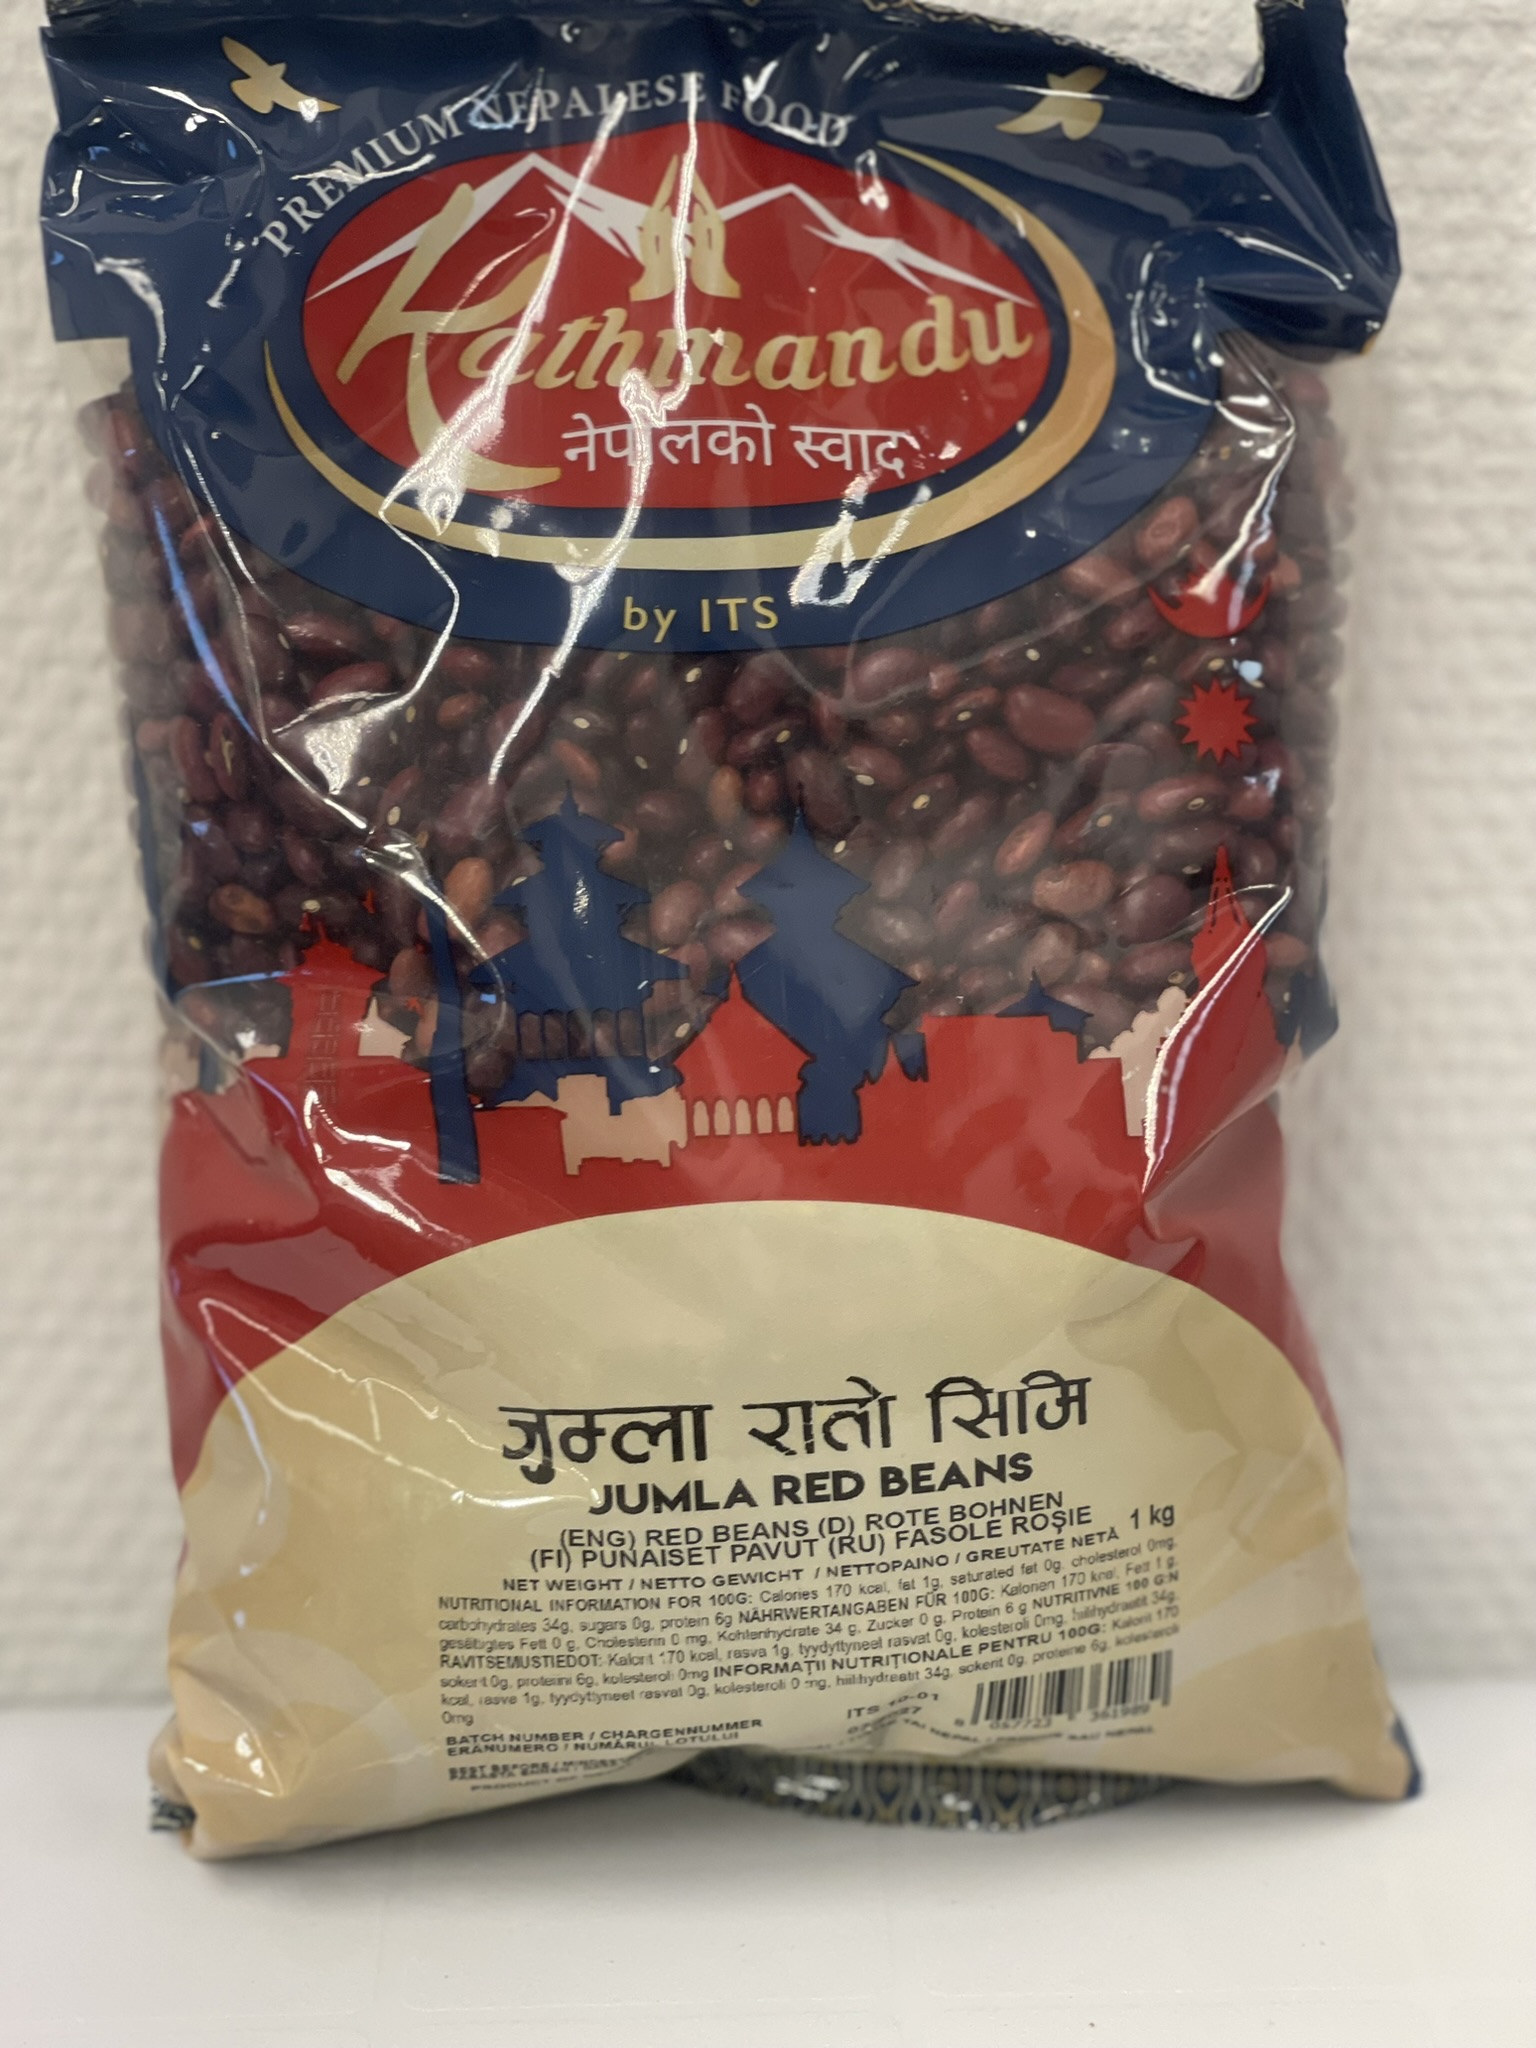 PREMIUM NEPALESE FOOD
Kathmandu
नेपालको स्वाद
by ITS
जुम्ला रातो सिमि
JUMLA RED BEANS
(ENG) RED BEANS (D) ROTE BOHNEN
(FI) PUNAISET PAVUT (RU) FASOLE ROȘIE 1 kg
NET WEIGHT / NETTO GEWICHT / NETTOPAINO / GREUTATE NETĂ
NUTRITIONAL INFORMATION FOR 100G: Calories 170 kcal, fat 1g, saturated fat 0g, cholesterol 0mg,
carbohydrates 34g, sugars 0g, protein 6g NÄHRWERTANGABEN FÜR 100G: Kalorien 170 kcal, Fett 1 g,
gesättigtes Fett 0 g, Cholesterin 0 mg, Kohlenhydrate 34 g, Zucker 0 g, Protein 6 g NUTRITIVNE 100 G:N
RAVITSEMUSTIEDOT: Kalorit 170 kcal, rasva 1g, tyydyttyneet rasvat 0g, kolesteroli 0mg, hiilihydraatit 34g,
sokerit 0g, proteiini 6g, kolesteroli 0mg INFORMAȚII NUTRIȚIONALE PENTRU 100G: Kalorit 170
kcal, rasva 1g, tyydyttyneet rasvat 0g, kolesteroli 0 mg, hiilihydraatit 34g, sokerit 0g, proteine 6g, kolesteroli
0mg
BATCH NUMBER / CHARGENNUMMER ITS
ERÄNUMERO / NUMĂRUL LOTULUI
BEST BEFORE
PRODUCT OF